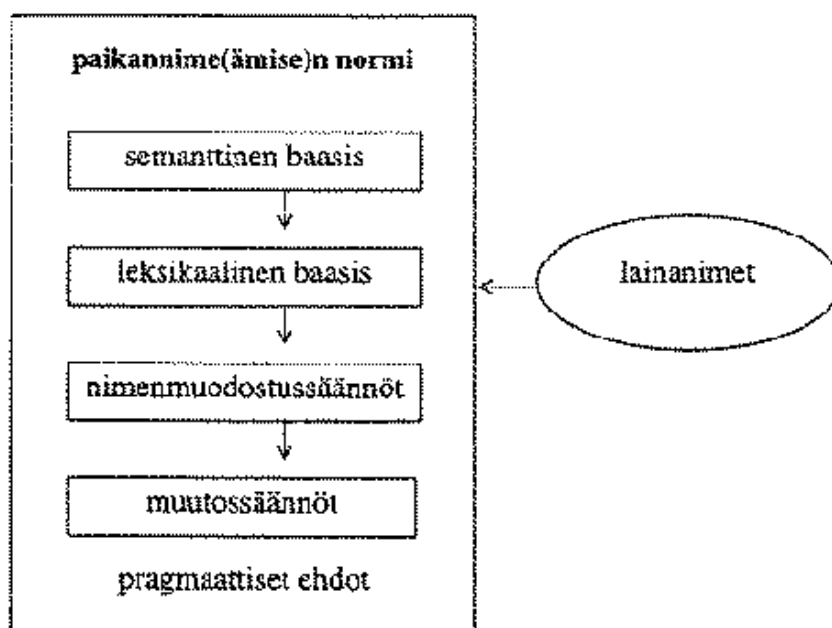 paikannime(ämise)n normi
semanttinen baasis
leksikaalinen baasis
lainanimet
nimenmuodostussäännöt
muutossäännöt
pragmaattiset ehdot